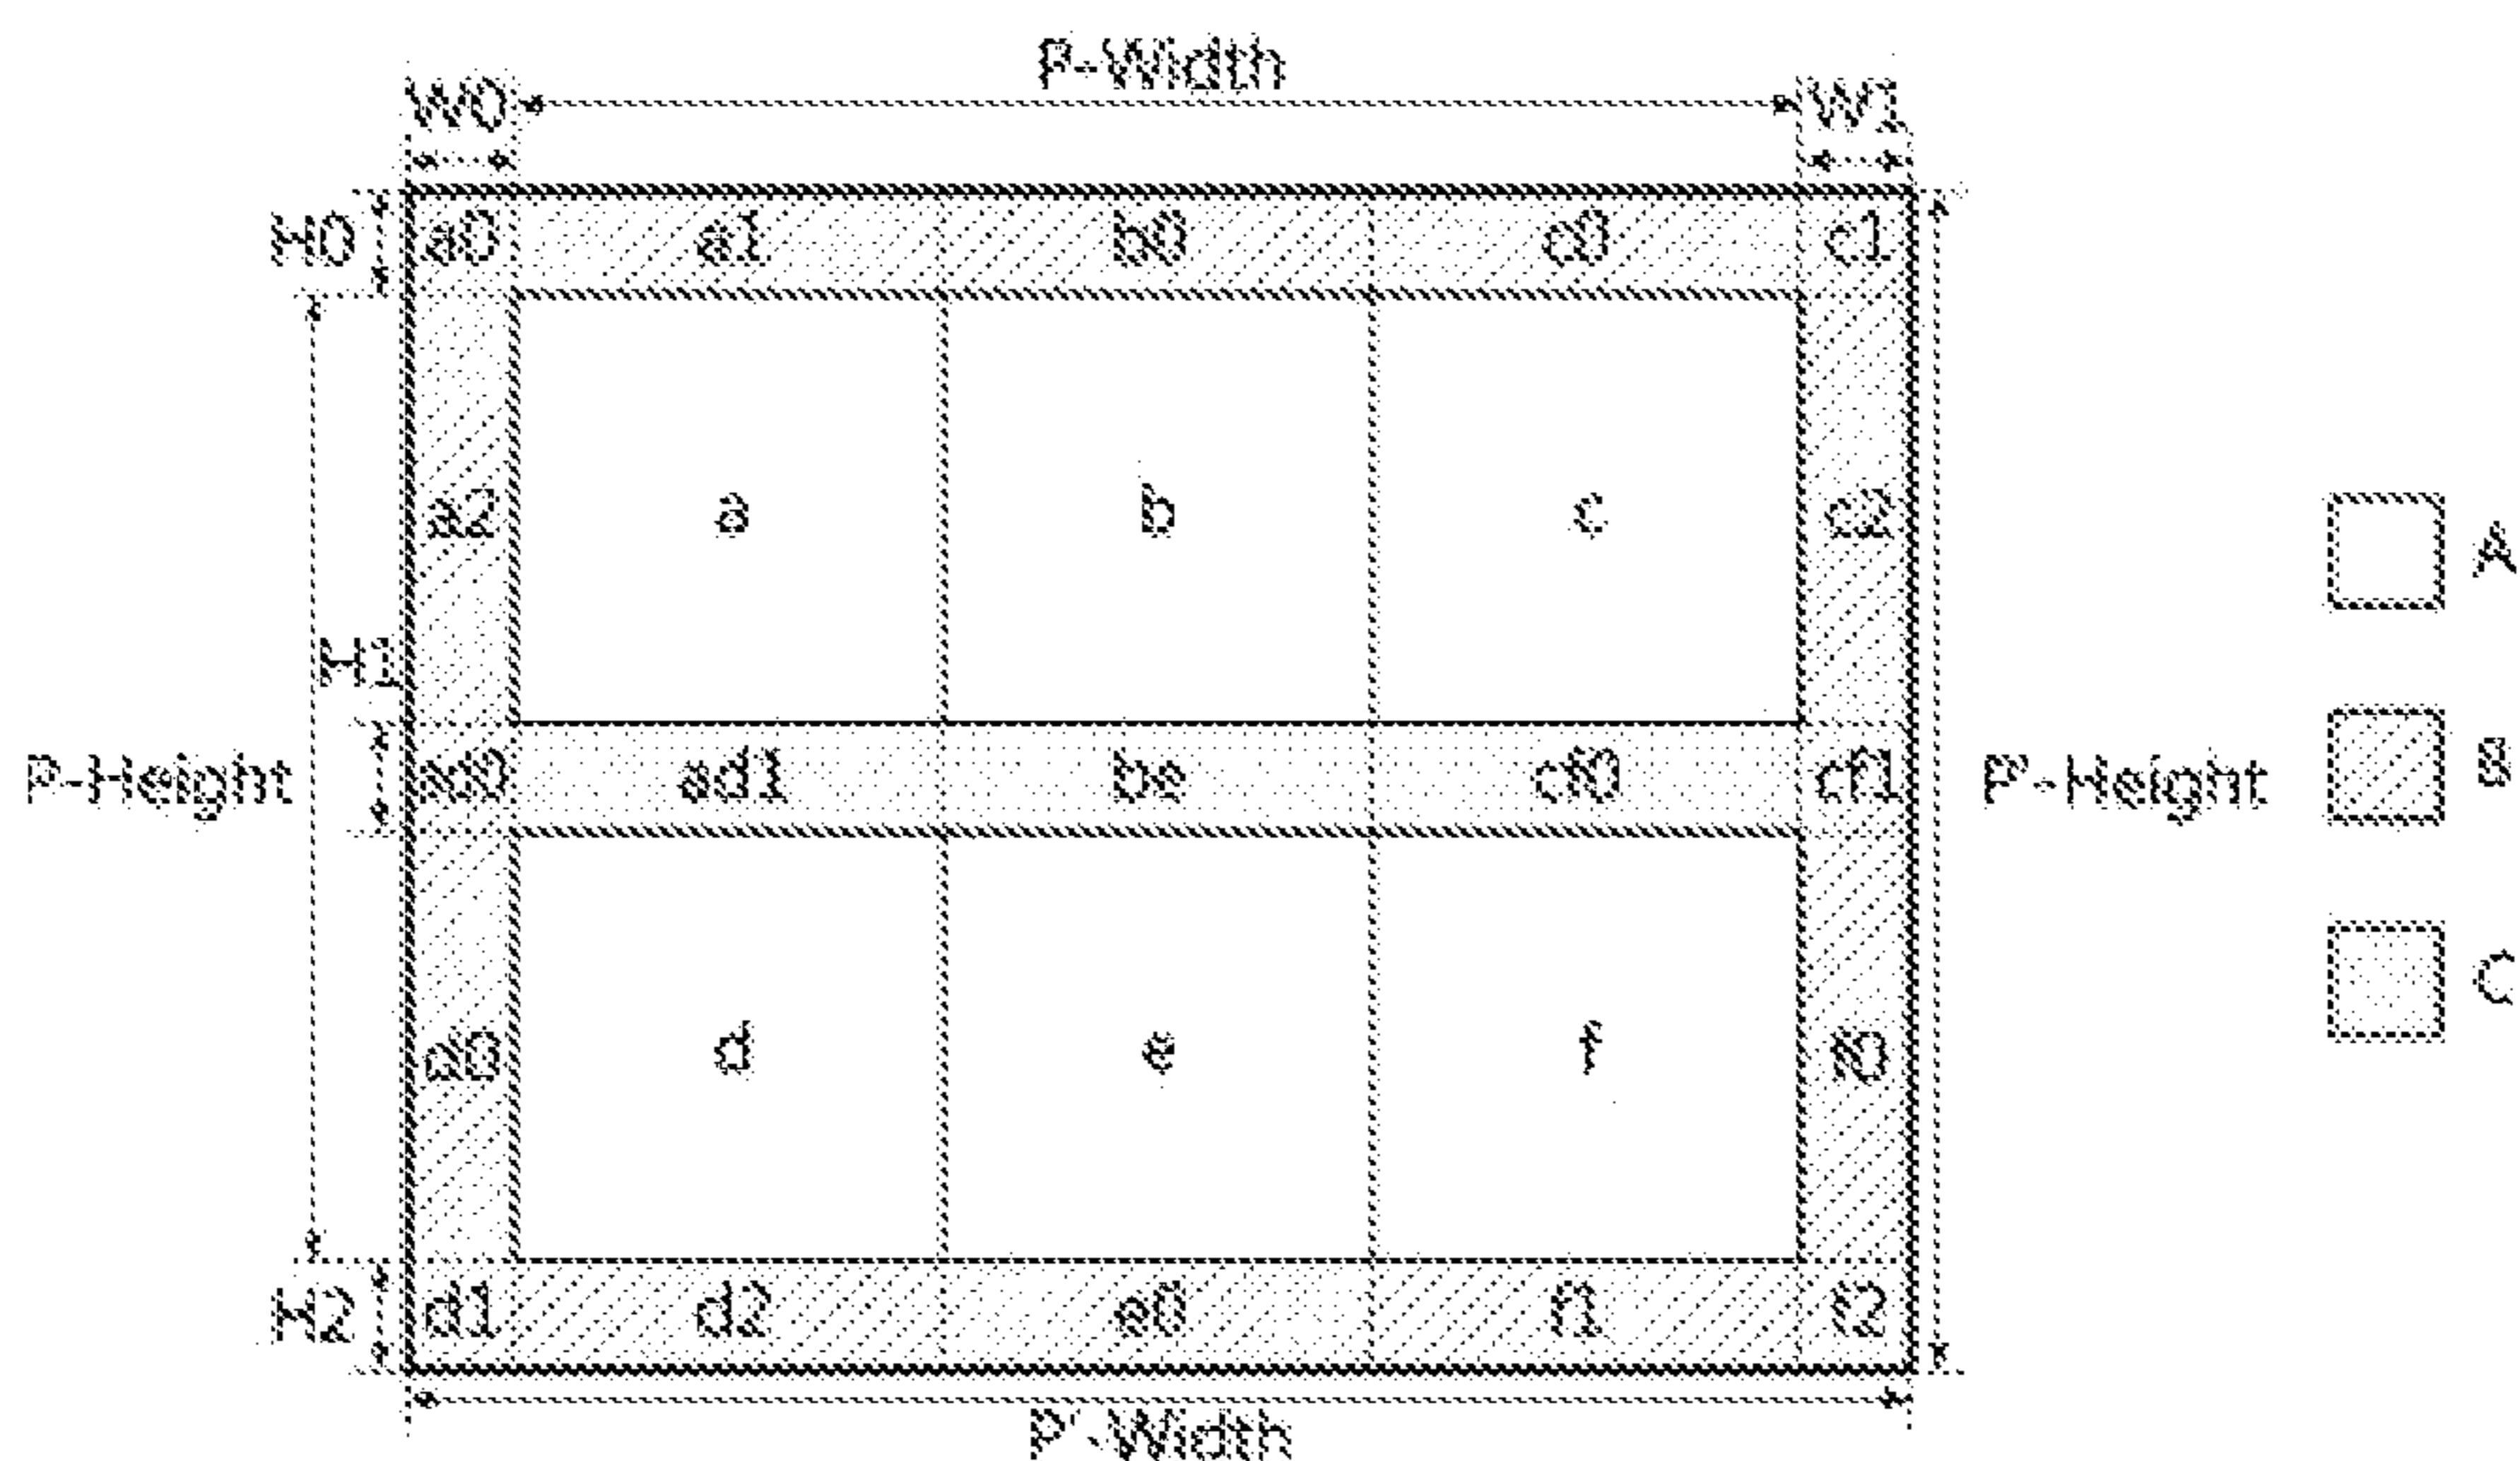 P-Width
W0 W1
H0 a0 a1 b0 c0 c1
a2 a b c c2
H1
P-Height ad0 ad1 be cf0 cf1 P'-Height
d0 d e f f0
H2 d1 d2 e0 f1 f2
P'-Width
A
B
C